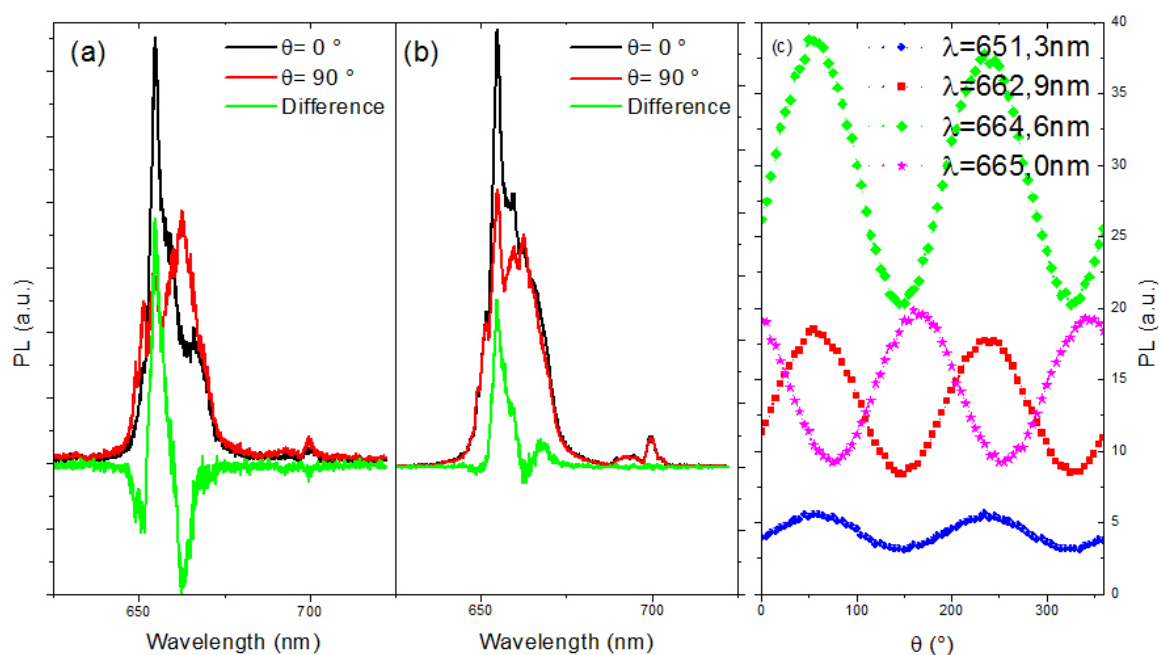 (a)
θ= 0 °
θ= 90 °
Difference
PL (a.u.)
650
700
Wavelength (nm)
(b)
θ= 0 °
θ= 90 °
Difference
650
700
Wavelength (nm)
(c)
λ=651,3nm
λ=662,9nm
λ=664,6nm
λ=665,0nm
40
35
30
25
20
15
10
5
0
PL (a.u.)
0
100
200
300
θ (°)